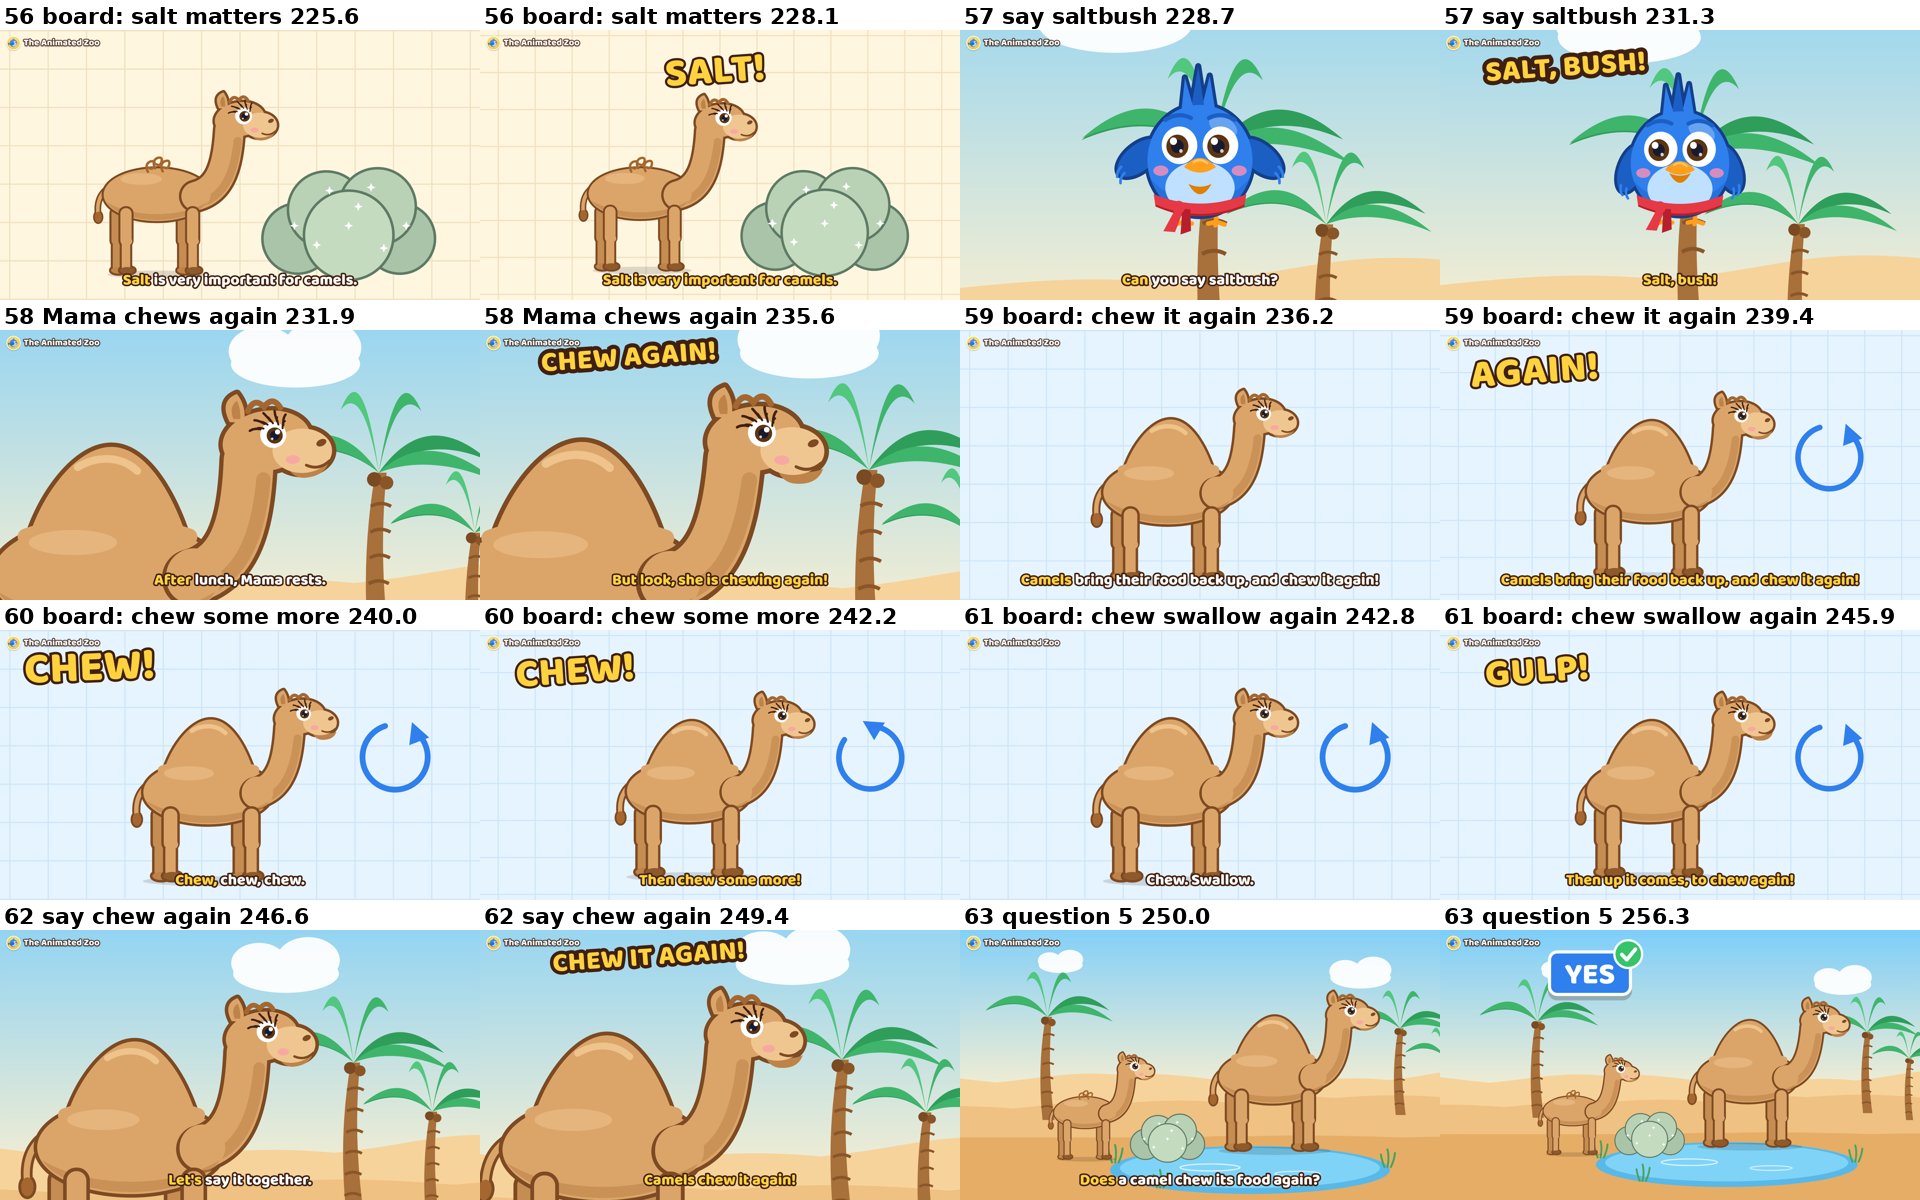 56 board: salt matters 225.6
The Animated Zoo
Salt is very important for camels.
56 board: salt matters 228.1
The Animated Zoo
SALT!
Salt is very important for camels.
57 say saltbush 228.7
The Animated Zoo
Can you say saltbush?
57 say saltbush 231.3
The Animated Zoo
SALT, BUSH!
Salt, bush!
58 Mama chews again 231.9
The Animated Zoo
After lunch, Mama rests.
58 Mama chews again 235.6
The Animated Zoo
CHEW AGAIN!
But look, she is chewing again!
59 board: chew it again 236.2
The Animated Zoo
Camels bring their food back up, and chew it again!
59 board: chew it again 239.4
The Animated Zoo
AGAIN!
Camels bring their food back up, and chew it again!
60 board: chew some more 240.0
The Animated Zoo
CHEW!
Chew, chew, chew.
60 board: chew some more 242.2
The Animated Zoo
CHEW!
Then chew some more!
61 board: chew swallow again 242.8
The Animated Zoo
Chew. Swallow.
61 board: chew swallow again 245.9
The Animated Zoo
GULP!
Then up it comes, to chew again!
62 say chew again 246.6
The Animated Zoo
Let's say it together.
62 say chew again 249.4
The Animated Zoo
CHEW IT AGAIN!
Camels chew it again!
63 question 5 250.0
The Animated Zoo
Does a camel chew its food again?
63 question 5 256.3
The Animated Zoo
YES